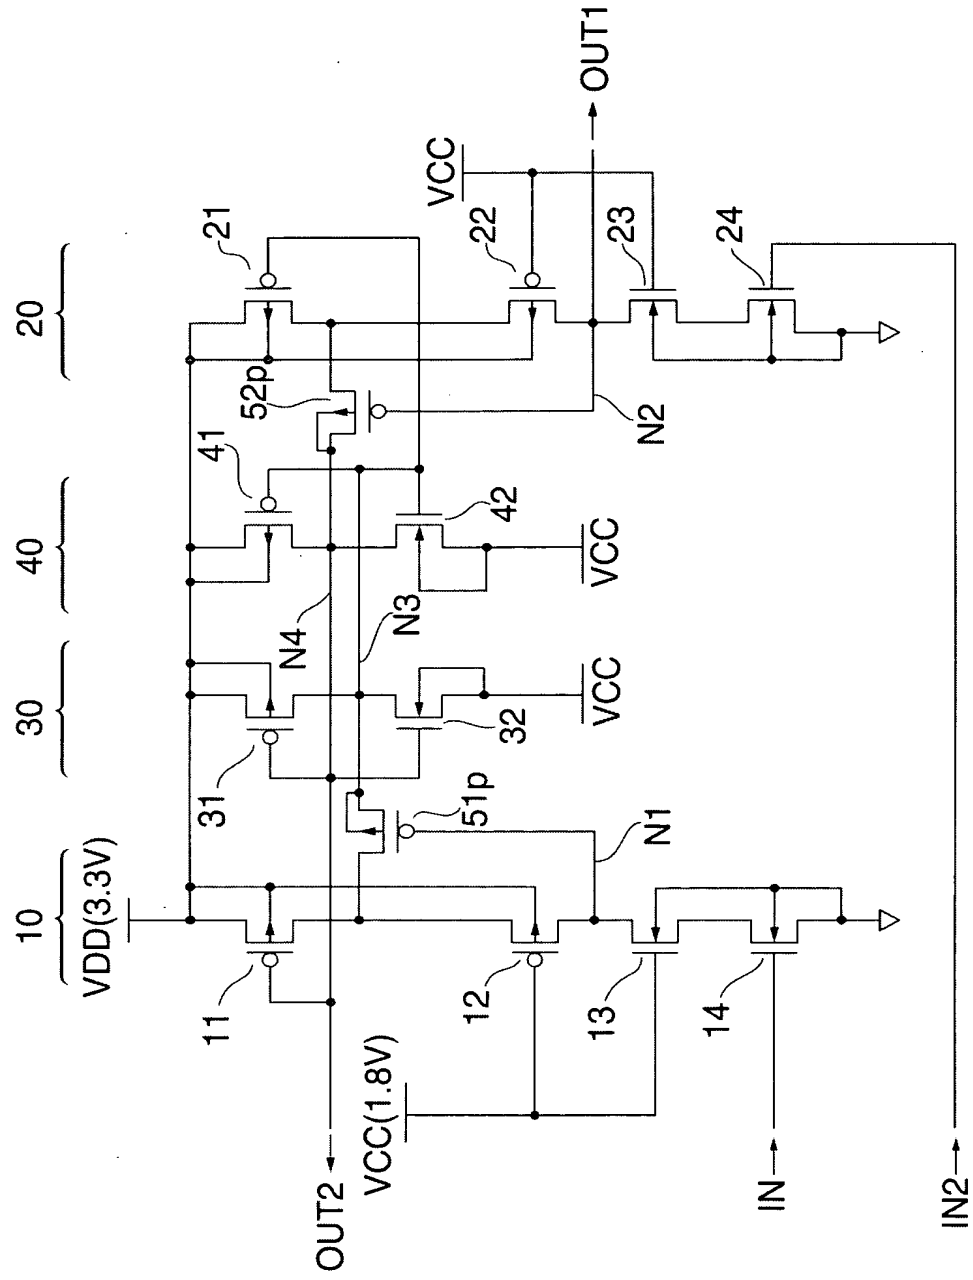 10
30
40
20
VDD(3.3V)
11
31
41
21
52p
N4
N3
51p
32
42
VCC
VCC
VCC
22
OUT1
OUT2
VCC(1.8V)
12
N1
N2
13
23
14
24
IN
IN2